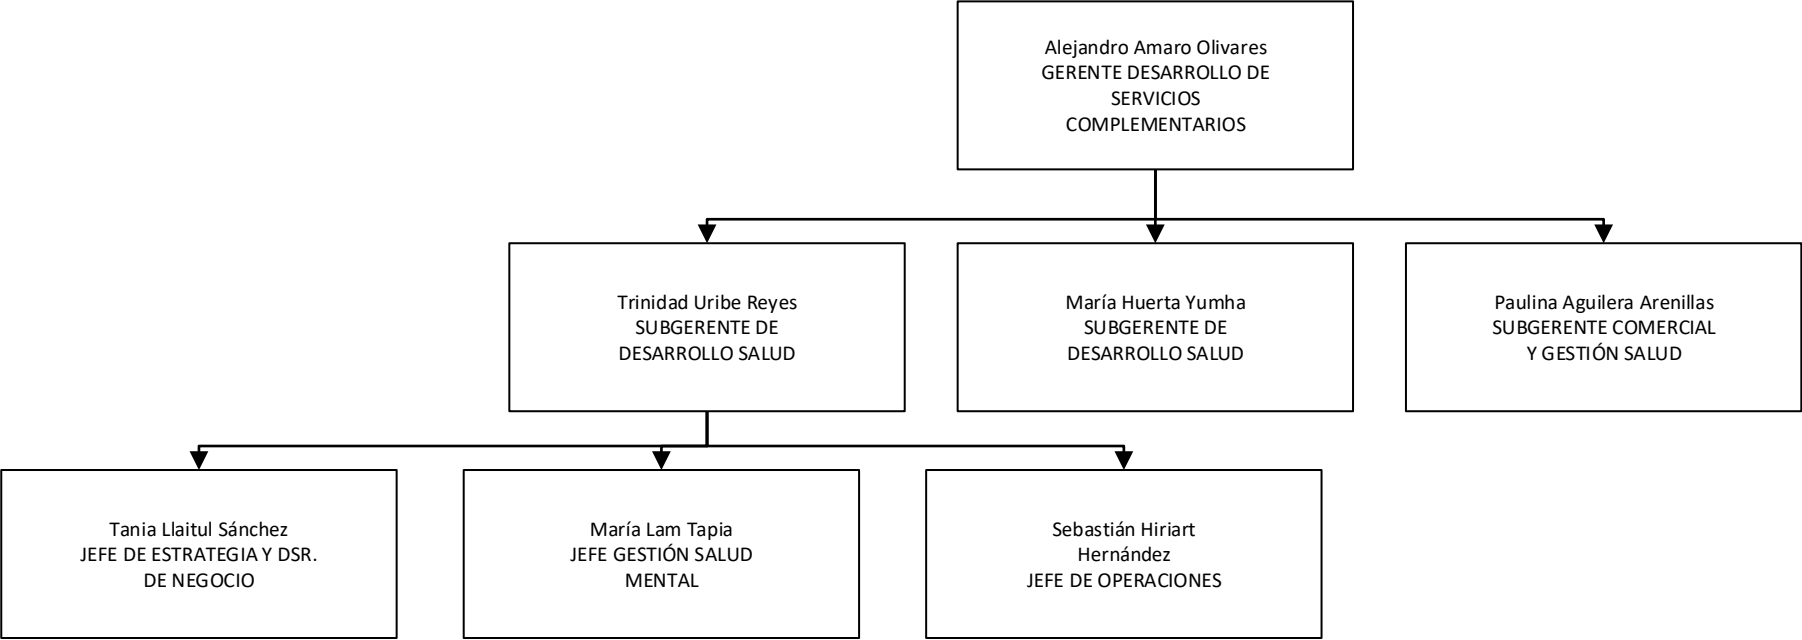 Alejandro Amaro Olivares
GERENTE DESARROLLO DE
SERVICIOS
COMPLEMENTARIOS
Trinidad Uribe Reyes
SUBGERENTE DE
DESARROLLO SALUD
María Huerta Yumha
SUBGERENTE DE
DESARROLLO SALUD
Paulina Aguilera Arenillas
SUBGERENTE COMERCIAL
Y GESTIÓN SALUD
Tania Llaitul Sánchez
JEFE DE ESTRATEGIA Y DSR.
DE NEGOCIO
María Lam Tapia
JEFE GESTIÓN SALUD
MENTAL
Sebastián Hiriart
Hernández
JEFE DE OPERACIONES